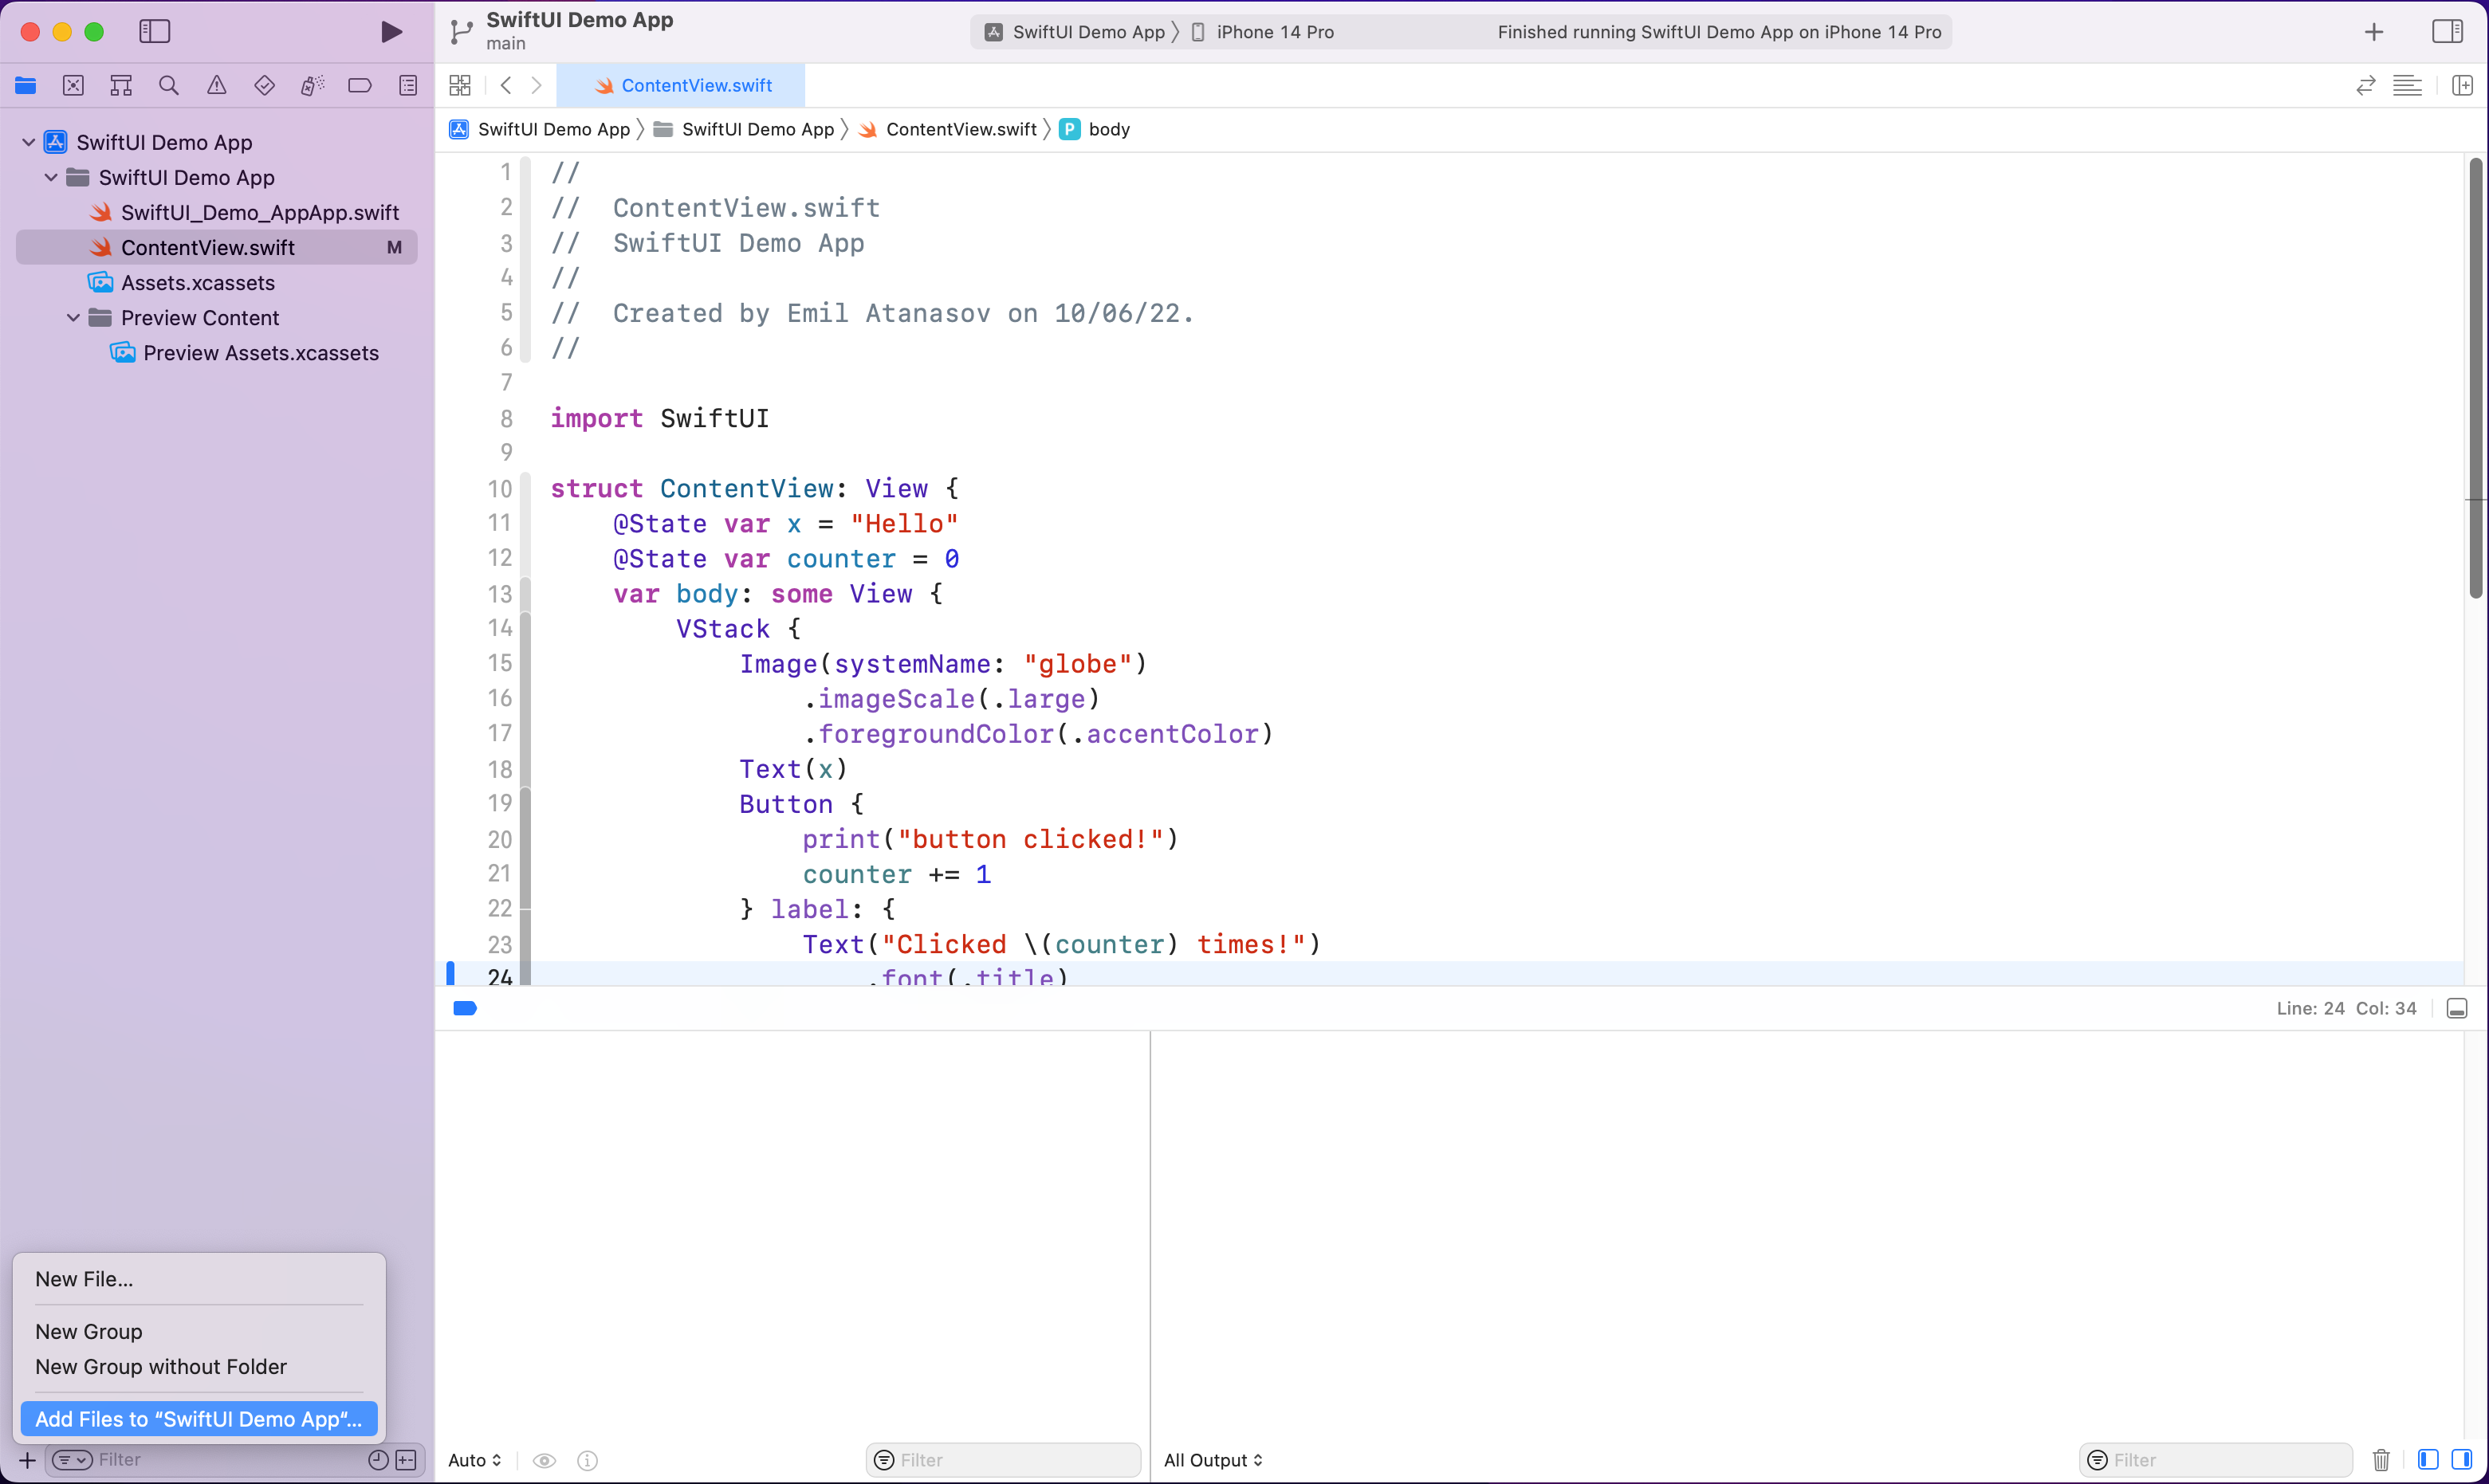 SwiftUI Demo App
main
SwiftUI Demo App
iPhone 14 Pro
Finished running SwiftUI Demo App on iPhone 14 Pro
ContentView.swift
SwiftUI Demo App
SwiftUI Demo App
ContentView.swift
P body
SwiftUI Demo App
SwiftUI Demo App
SwiftUI_Demo_AppApp.swift
ContentView.swift M
Assets.xcassets
Preview Content
Preview Assets.xcassets
1 //
2 //  ContentView.swift
3 //  SwiftUI Demo App
4 //
5 //  Created by Emil Atanasov on 10/06/22.
6 //
7
8 import SwiftUI
9
10 struct ContentView: View {
11     @State var x = "Hello"
12     @State var counter = 0
13     var body: some View {
14         VStack {
15             Image(systemName: "globe")
16                 .imageScale(.large)
17                 .foregroundColor(.accentColor)
18             Text(x)
19             Button {
20                 print("button clicked!")
21                 counter += 1
22             } label: {
23                 Text("Clicked \(counter) times!")
24                     .font(.title)
Line: 24 Col: 34
New File...
New Group
New Group without Folder
Add Files to “SwiftUI Demo App“...
Filter
Auto
Filter
All Output
Filter